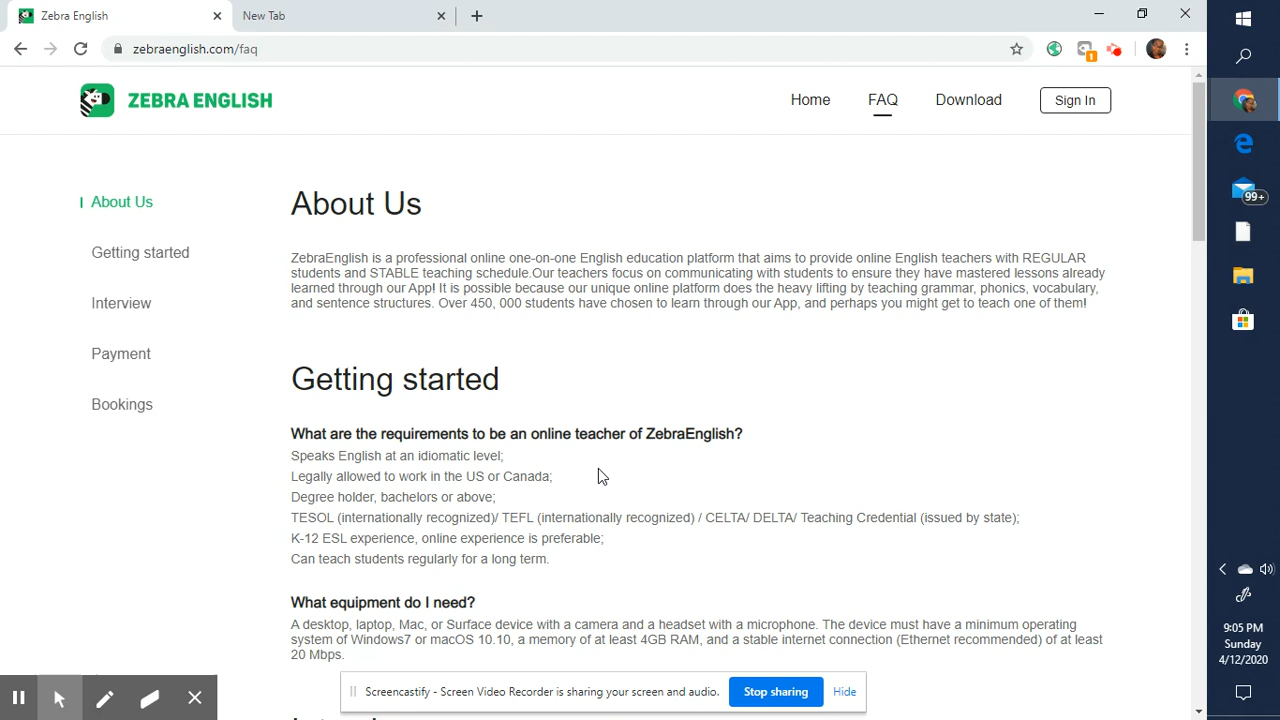 Zebra English
New Tab
zebraenglish.com/faq
1
ZEBRA ENGLISH
Home
FAQ
Download
Sign In
About Us
Getting started
Interview
Payment
Bookings
About Us
ZebraEnglish is a professional online one-on-one English education platform that aims to provide online English teachers with REGULAR
students and STABLE teaching schedule.Our teachers focus on communicating with students to ensure they have mastered lessons already
learned through our App! It is possible because our unique online platform does the heavy lifting by teaching grammar, phonics, vocabulary,
and sentence structures. Over 450, 000 students have chosen to learn through our App, and perhaps you might get to teach one of them!
Getting started
What are the requirements to be an online teacher of ZebraEnglish?
Speaks English at an idiomatic level;
Legally allowed to work in the US or Canada;
Degree holder, bachelors or above;
TESOL (internationally recognized)/ TEFL (internationally recognized) / CELTA/ DELTA/ Teaching Credential (issued by state);
K-12 ESL experience, online experience is preferable;
Can teach students regularly for a long term.
What equipment do I need?
A desktop, laptop, Mac, or Surface device with a camera and a headset with a microphone. The device must have a minimum operating
system of Windows7 or macOS 10.10, a memory of at least 4GB RAM, and a stable internet connection (Ethernet recommended) of at least
20 Mbps.
Screencastify - Screen Video Recorder is sharing your screen and audio.
Stop sharing
Hide
99+
9:05 PM
Sunday
4/12/2020